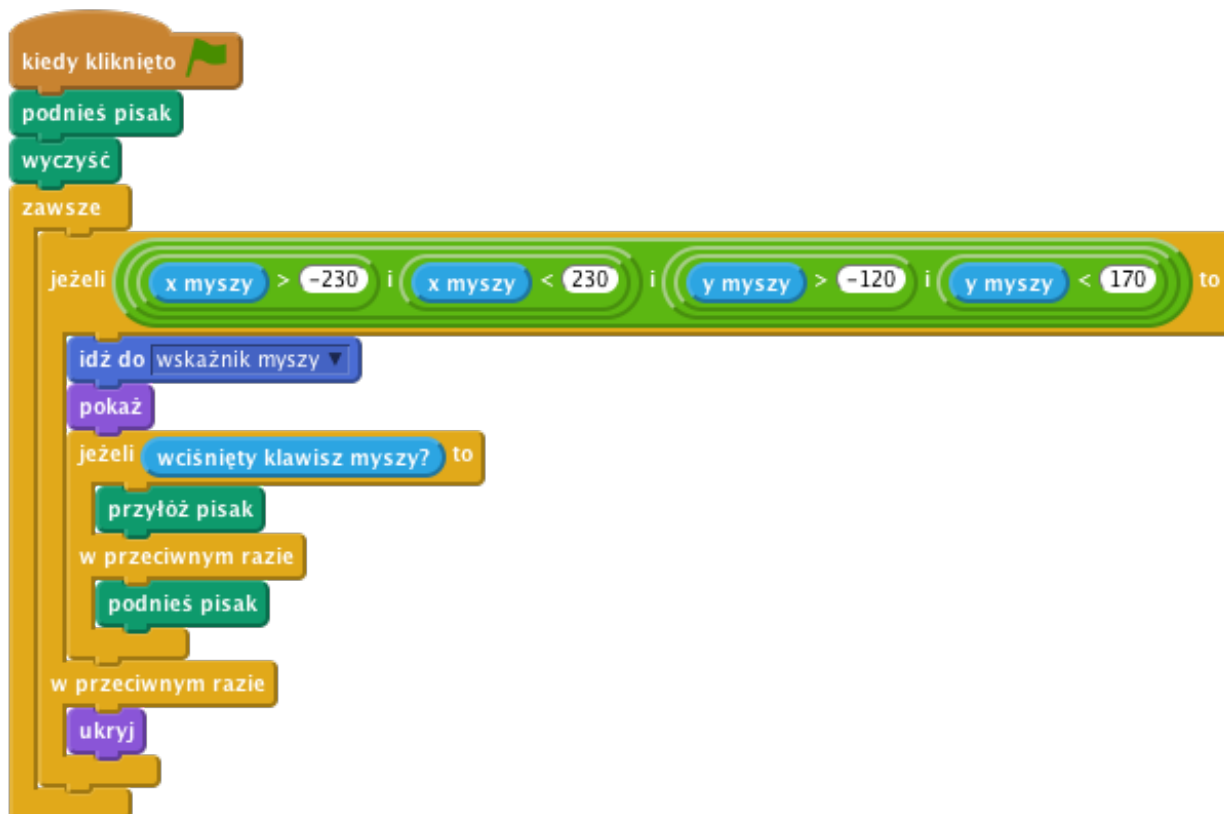 kiedy kliknięto
podnieś pisak
wyczyść
zawsze
jeżeli x myszy > -230 i x myszy < 230 i y myszy > -120 i y myszy < 170 to
idź do wskaźnik myszy
pokaż
jeżeli wciśnięty klawisz myszy? to
przyłóż pisak
w przeciwnym razie
podnieś pisak
w przeciwnym razie
ukryj